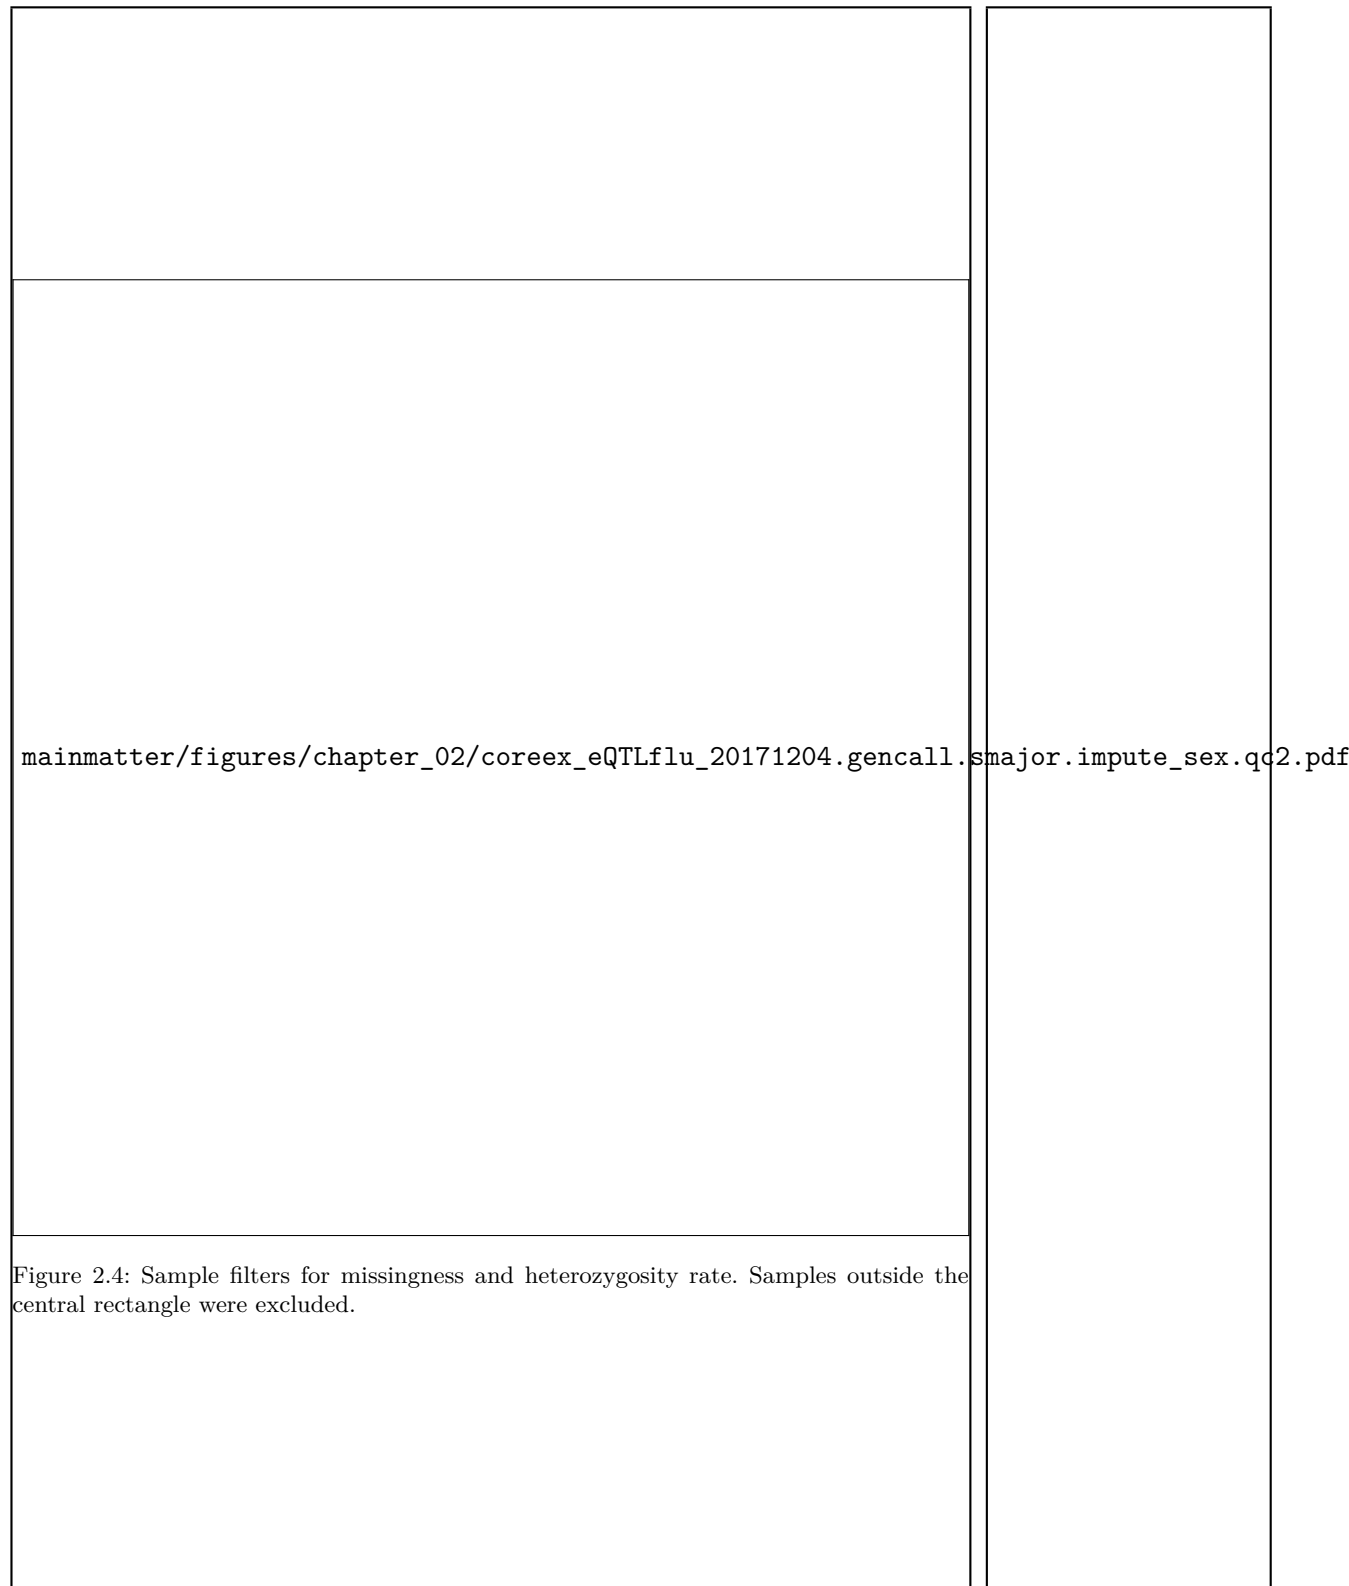 mainmatter/figures/chapter_02/coreex_eQTLflu_20171204.gencall.smajor.impute_sex.qc2.pdf
Figure 2.4: Sample filters for missingness and heterozygosity rate. Samples outside the
central rectangle were excluded.